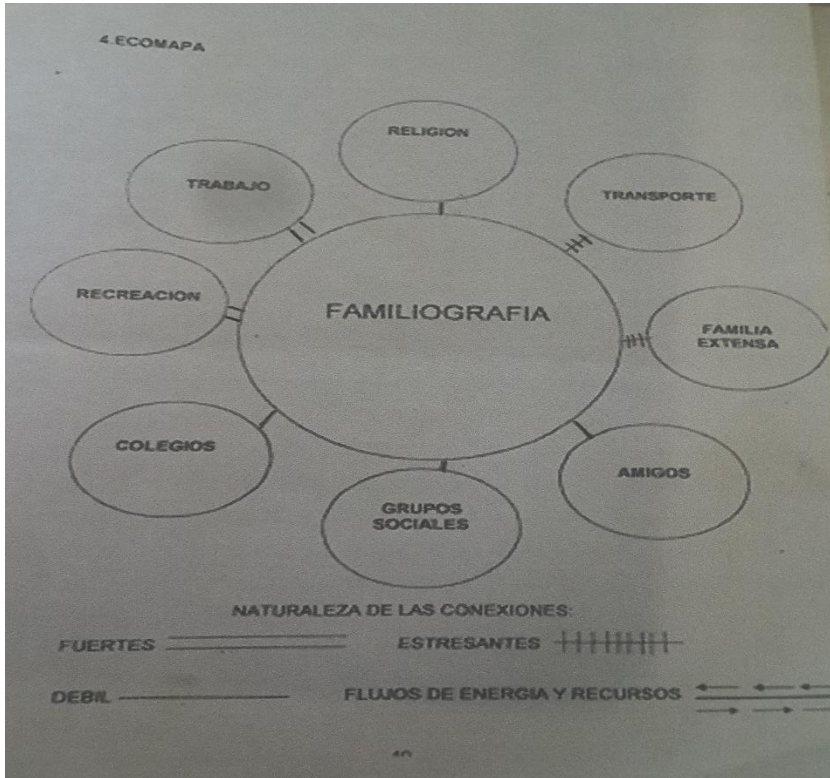 4.ECOMAPA
RELIGION
TRABAJO
TRANSPORTE
RECREACION
FAMILIOGRAFIA
FAMILIA
EXTENSA
COLEGIOS
AMIGOS
GRUPOS
SOCIALES
NATURALEZA DE LAS CONEXIONES:
FUERTES
ESTRESANTES
DEBIL
FLUJOS DE ENERGIA Y RECURSOS